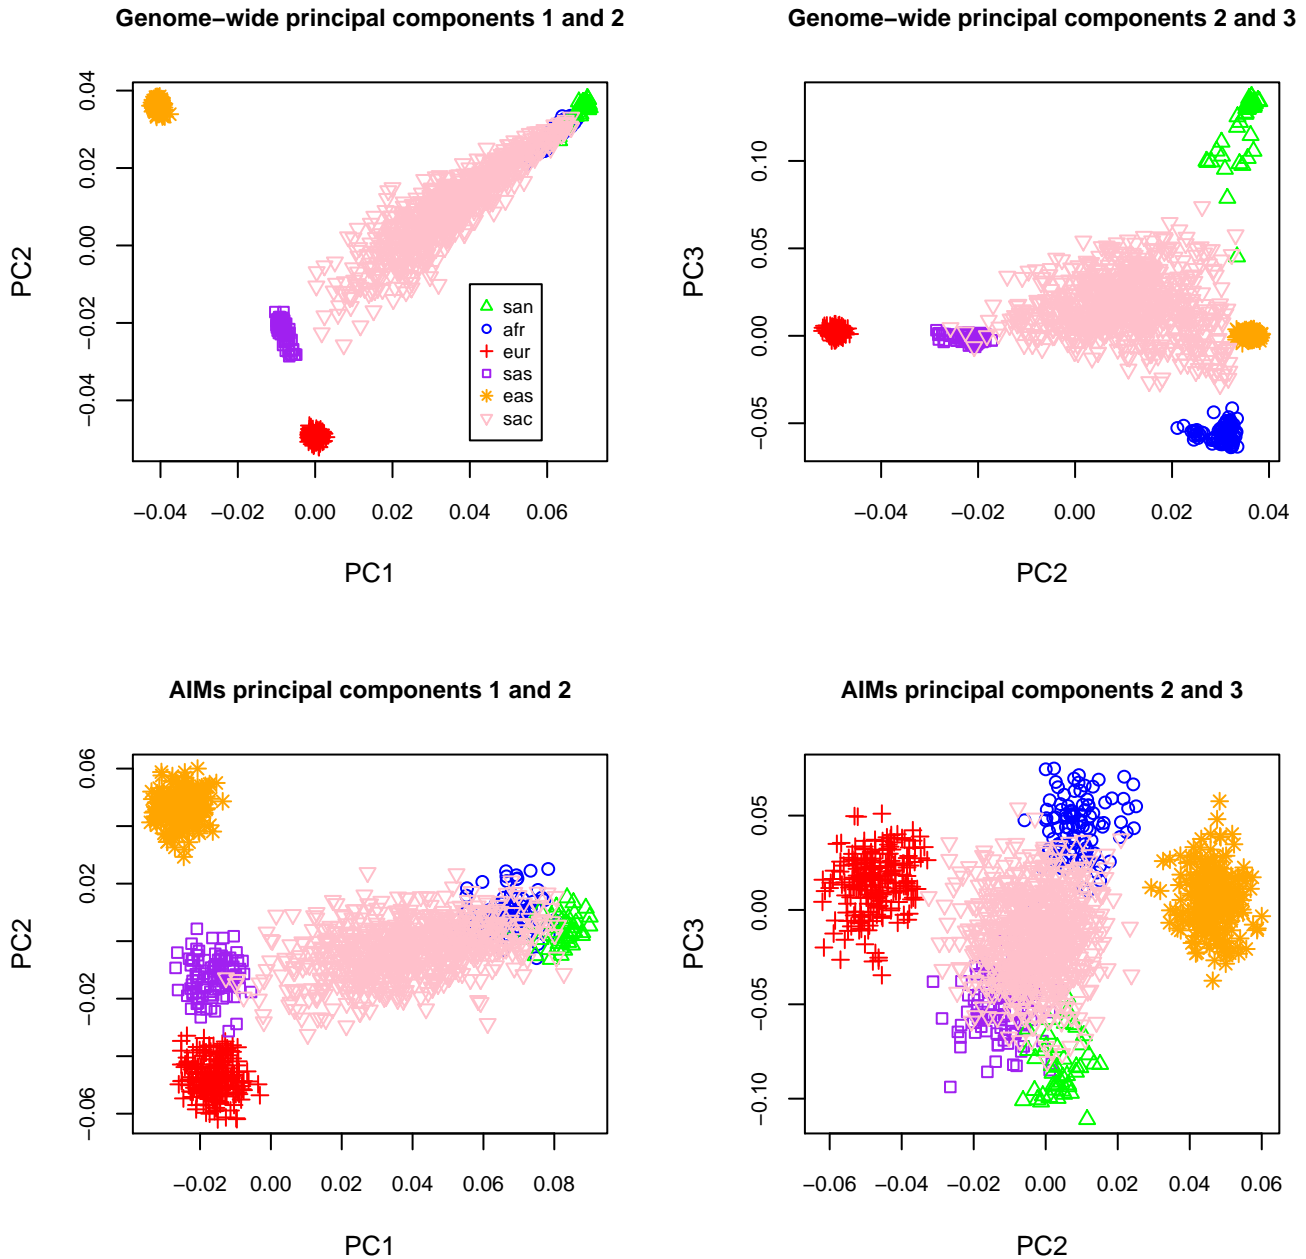 Genome−wide principal components 1 and 2
0.04
0.02
0.00
−0.02
−0.04
PC2
san
afr
eur
sas
eas
sac
−0.04 −0.02 0.00 0.02 0.04 0.06
PC1
Genome−wide principal components 2 and 3
0.10
0.05
0.00
−0.05
PC3
−0.04 −0.02 0.00 0.02 0.04
PC2
AIMs principal components 1 and 2
0.06
0.02
−0.02
−0.06
PC2
−0.02 0.00 0.02 0.04 0.06 0.08
PC1
AIMs principal components 2 and 3
0.05
0.00
−0.05
−0.10
PC3
−0.06 −0.04 −0.02 0.00 0.02 0.04 0.06
PC2